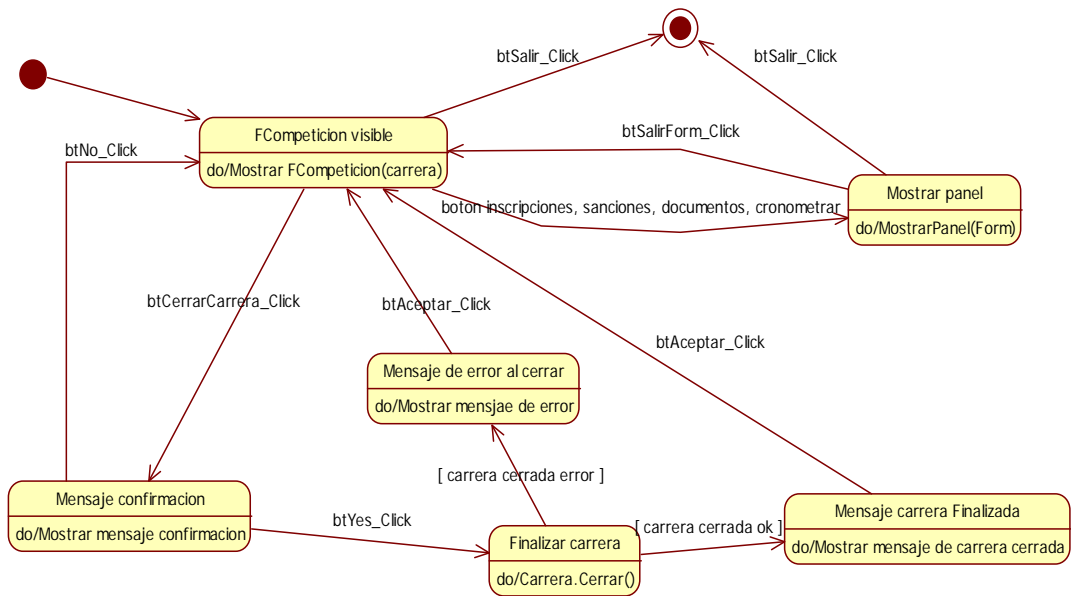 btSalir_Click
btSalir_Click
FCompeticion visible
do/Mostrar FCompeticion(carrera)
btNo_Click
btSalirForm_Click
Mostrar panel
do/MostrarPanel(Form)
boton inscripciones, sanciones, documentos, cronometrar
btCerrarCarrera_Click
btAceptar_Click
btAceptar_Click
Mensaje de error al cerrar
do/Mostrar mensjae de error
[ carrera cerrada error ]
Mensaje confirmacion
do/Mostrar mensaje confirmacion
btYes_Click
Finalizar carrera
do/Carrera.Cerrar()
[ carrera cerrada ok ]
Mensaje carrera Finalizada
do/Mostrar mensaje de carrera cerrada